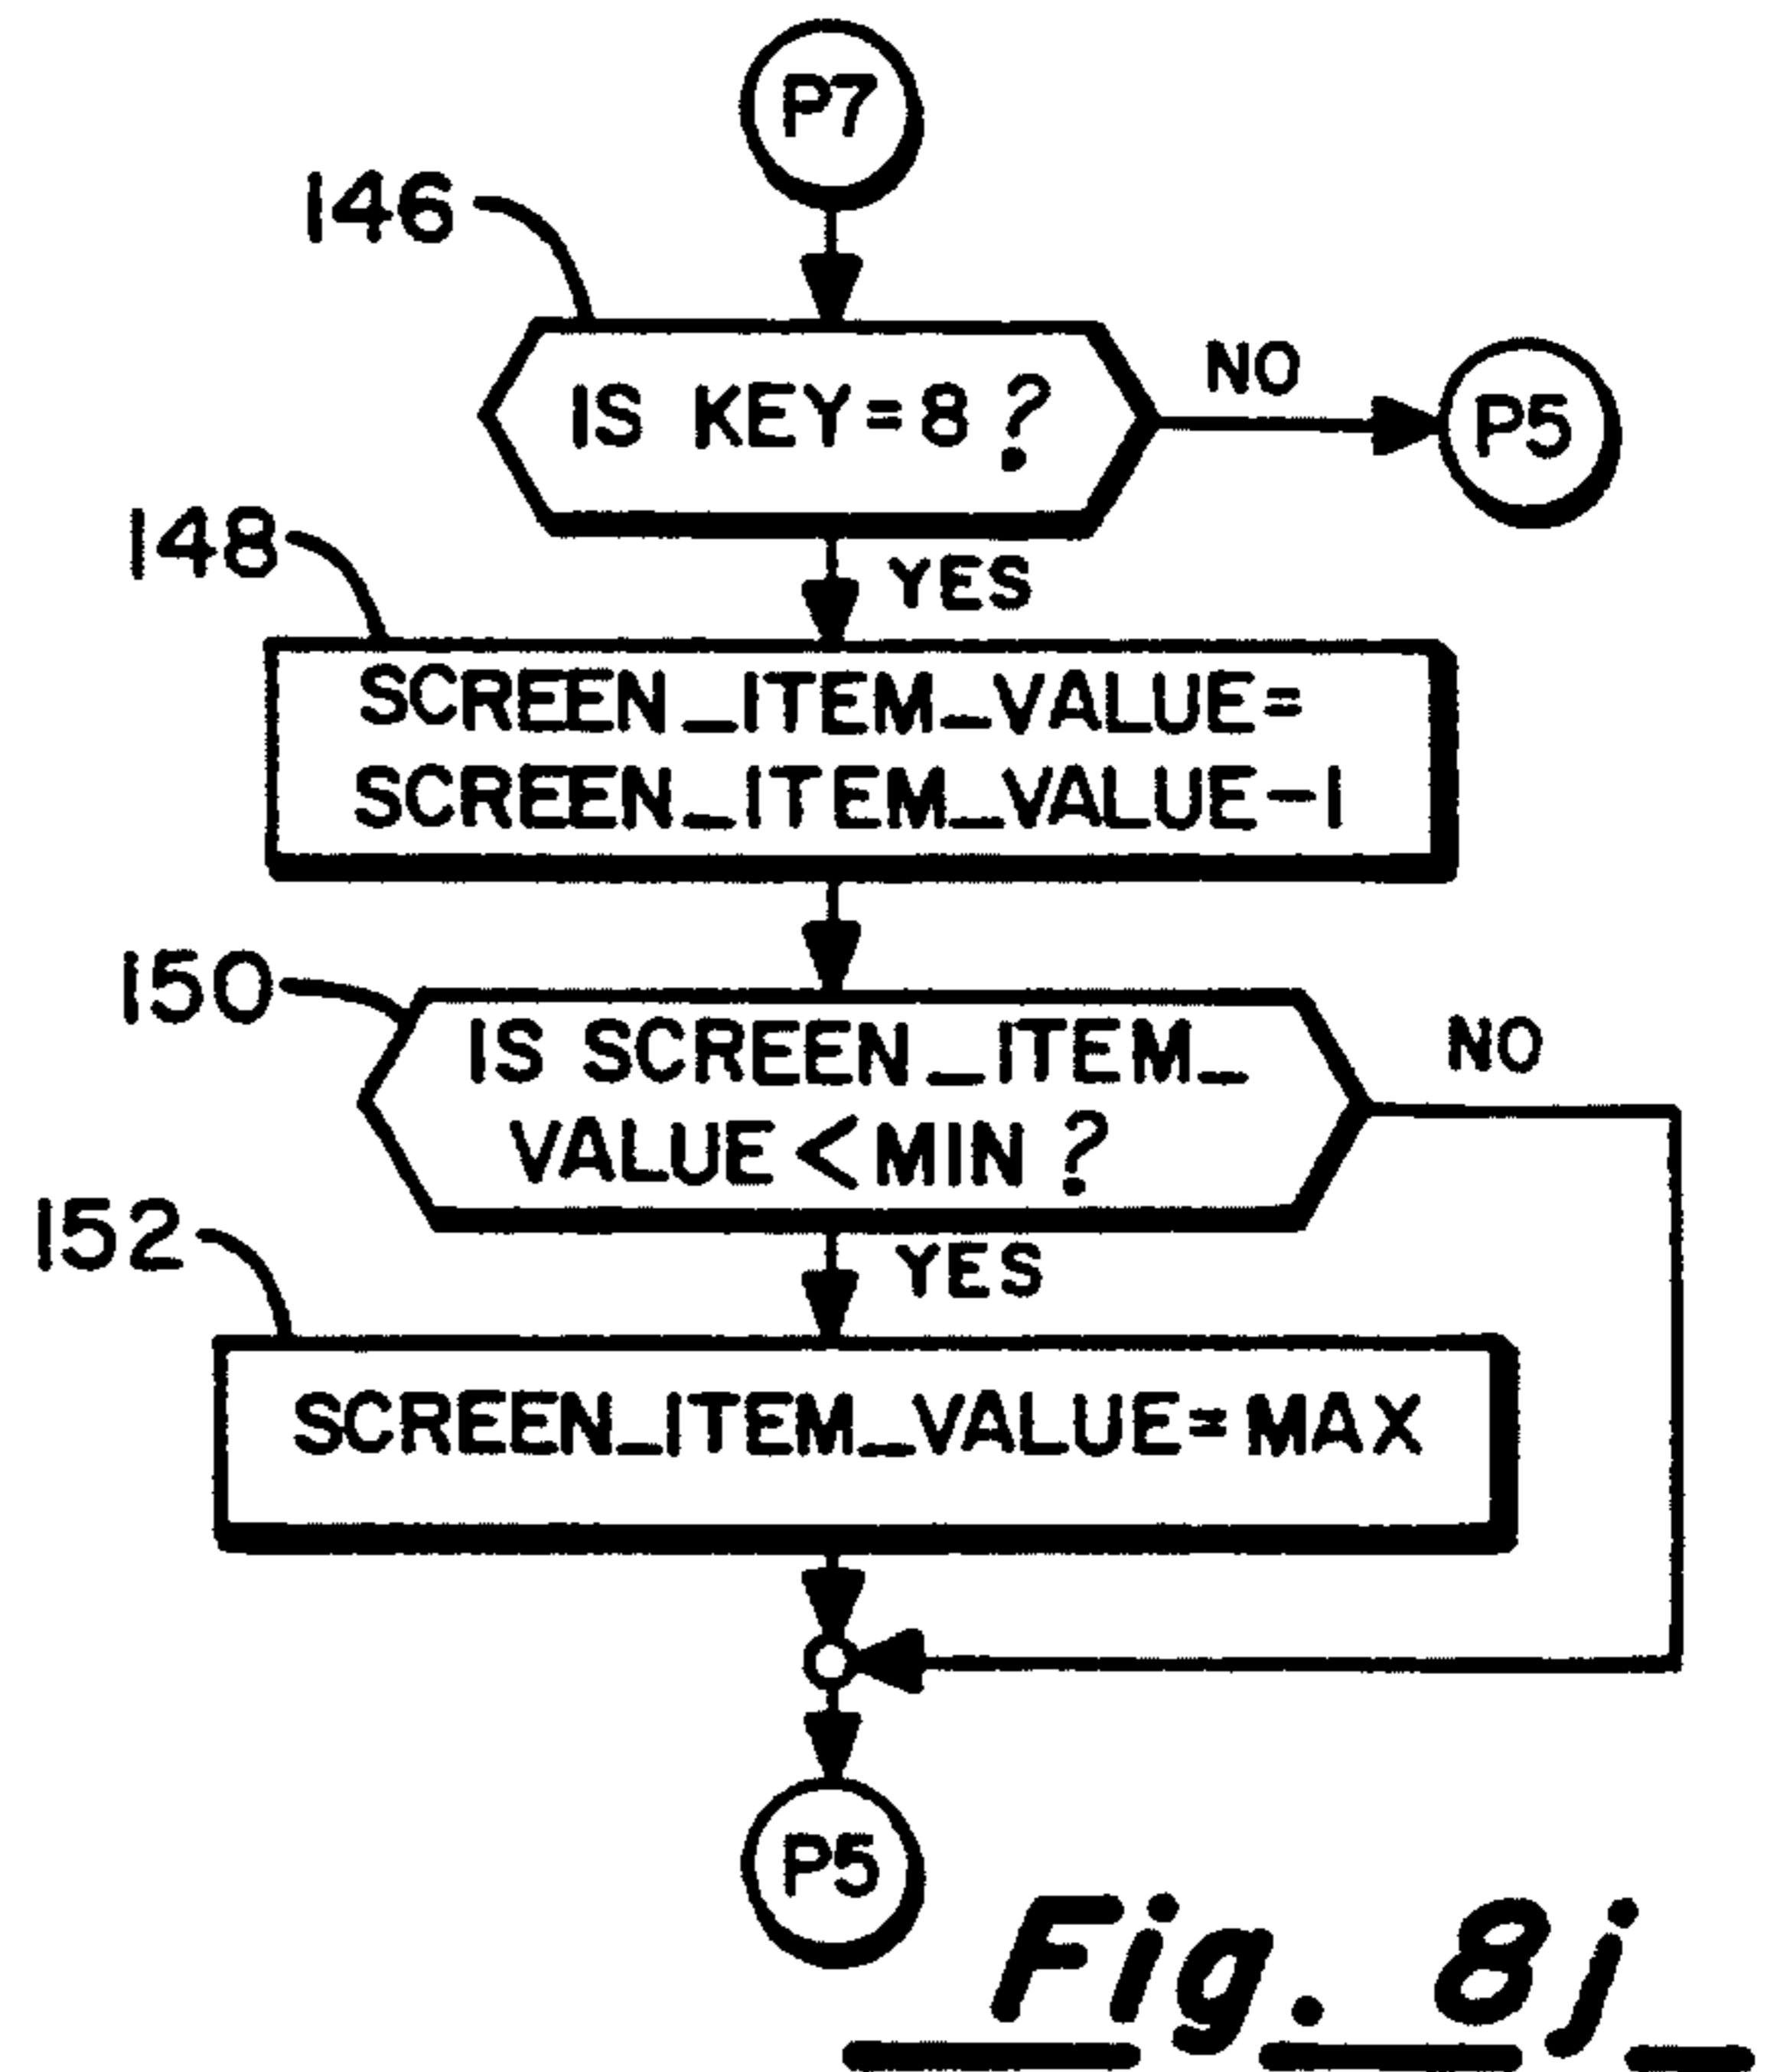 P7
146
IS KEY=8?
NO
P5
148
YES
SCREEN_ITEM_VALUE=
SCREEN_ITEM_VALUE-1
150
IS SCREEN_ITEM_
VALUE<MIN?
NO
152
YES
SCREEN_ITEM_VALUE=MAX
P5
Fig. 8j